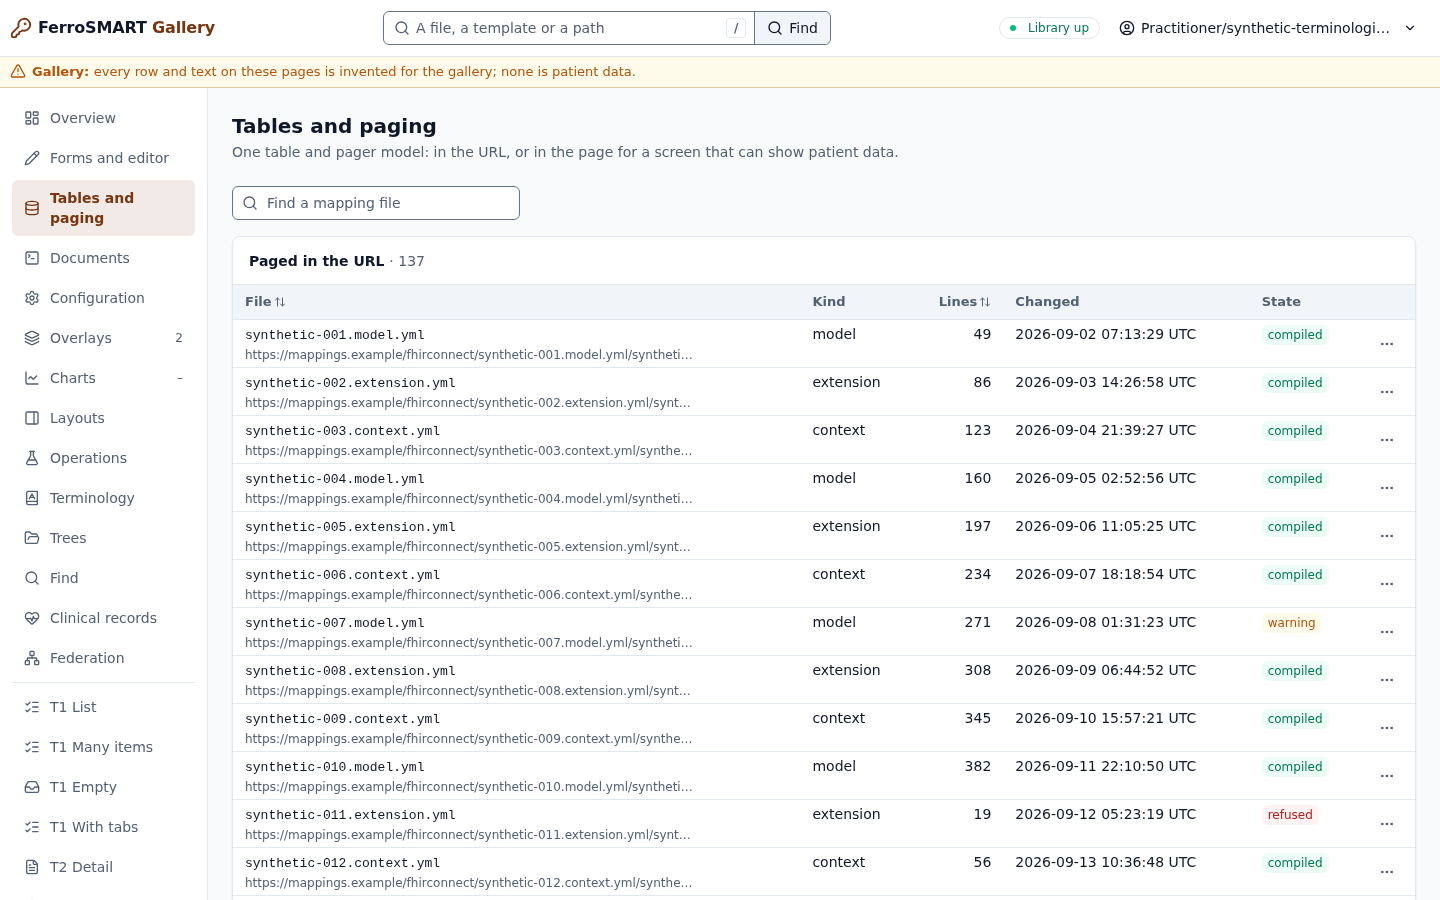 FerroSMART Gallery
A file, a template or a path
/
Find
Library up
Practitioner/synthetic-terminologi...
Gallery: every row and text on these pages is invented for the gallery; none is patient data.
Overview
Forms and editor
Tables and
paging
Documents
Configuration
Overlays 2
Charts –
Layouts
Operations
Terminology
Trees
Find
Clinical records
Federation
T1 List
T1 Many items
T1 Empty
T1 With tabs
T2 Detail
Tables and paging
One table and pager model: in the URL, or in the page for a screen that can show patient data.
Find a mapping file
Paged in the URL · 137
File Kind Lines Changed State
synthetic-001.model.yml model 49 2026-09-02 07:13:29 UTC compiled
https://mappings.example/fhirconnect/synthetic-001.model.yml/syntheti...
synthetic-002.extension.yml extension 86 2026-09-03 14:26:58 UTC compiled
https://mappings.example/fhirconnect/synthetic-002.extension.yml/synt...
synthetic-003.context.yml context 123 2026-09-04 21:39:27 UTC compiled
https://mappings.example/fhirconnect/synthetic-003.context.yml/synthe...
synthetic-004.model.yml model 160 2026-09-05 02:52:56 UTC compiled
https://mappings.example/fhirconnect/synthetic-004.model.yml/syntheti...
synthetic-005.extension.yml extension 197 2026-09-06 11:05:25 UTC compiled
https://mappings.example/fhirconnect/synthetic-005.extension.yml/synt...
synthetic-006.context.yml context 234 2026-09-07 18:18:54 UTC compiled
https://mappings.example/fhirconnect/synthetic-006.context.yml/synthe...
synthetic-007.model.yml model 271 2026-09-08 01:31:23 UTC warning
https://mappings.example/fhirconnect/synthetic-007.model.yml/syntheti...
synthetic-008.extension.yml extension 308 2026-09-09 06:44:52 UTC compiled
https://mappings.example/fhirconnect/synthetic-008.extension.yml/synt...
synthetic-009.context.yml context 345 2026-09-10 15:57:21 UTC compiled
https://mappings.example/fhirconnect/synthetic-009.context.yml/synthe...
synthetic-010.model.yml model 382 2026-09-11 22:10:50 UTC compiled
https://mappings.example/fhirconnect/synthetic-010.model.yml/syntheti...
synthetic-011.extension.yml extension 19 2026-09-12 05:23:19 UTC refused
https://mappings.example/fhirconnect/synthetic-011.extension.yml/synt...
synthetic-012.context.yml context 56 2026-09-13 10:36:48 UTC compiled
https://mappings.example/fhirconnect/synthetic-012.context.yml/synthe...